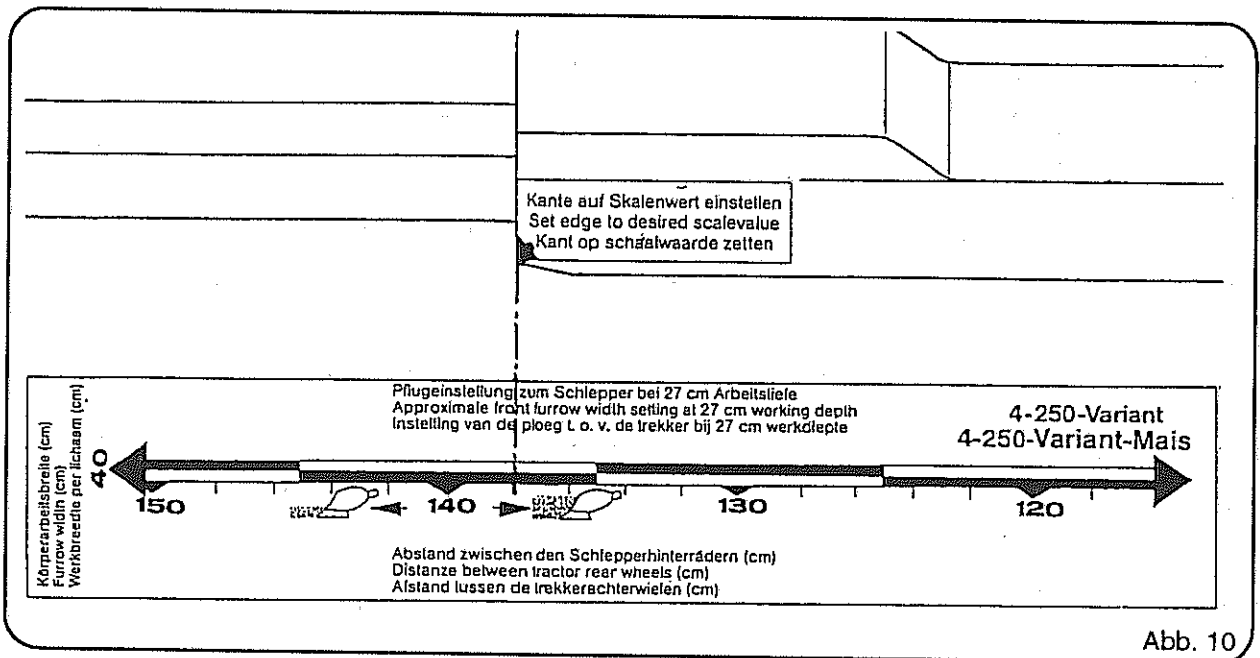 Kante auf Skalenwert einstellen
Set edge to desired scalevalue
Kant op schaalwaarde zetten
Pflugeinstellung zum Schlepper bei 27 cm Arbeitstiefe
Approximale front furrow width setting at 27 cm working depth
Instelling van de ploeg t. o. v. de trekker bij 27 cm werkdiepte
4-250-Variant
4-250-Variant-Mais
Körperarbeitsbreite (cm)
Furrow width (cm)
Werkbreedte per lichaam (cm)
40
150
140
130
120
Abstand zwischen den Schlepperhinterrädern (cm)
Distanze between tractor rear wheels (cm)
Afstand tussen de trekkerachterwielen (cm)
Abb. 10